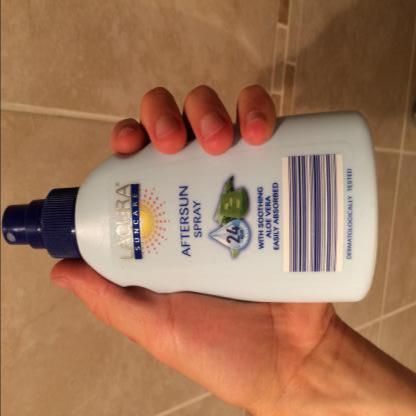 LACURA
SUNCARE
AFTERSUN
SPRAY
24
WITH SOOTHING
ALOE VERA
EASILY ABSORBED
DERMATOLOGICALLY TESTED